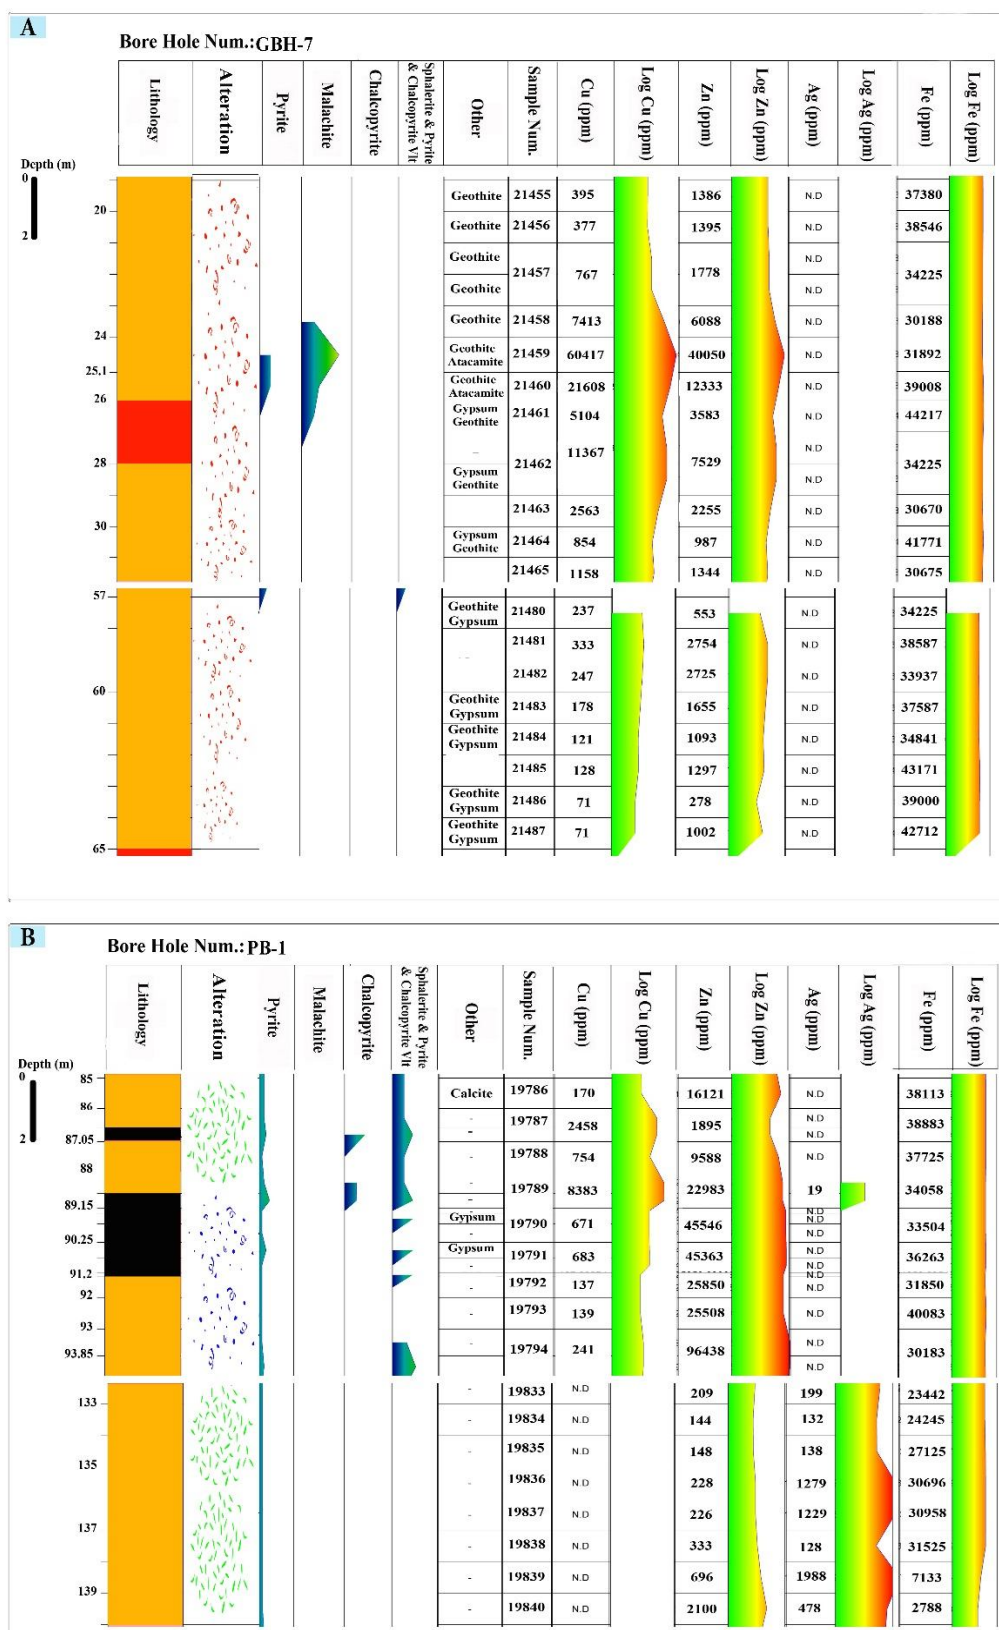 A
Bore Hole Num.:GBH-7
Lithology Alteration Pyrite Malachite Chalcopyrite Sphalerite & Pyrite & Chalcopyrite Vlt Other Sample Num. Cu (ppm) Log Cu (ppm) Zn (ppm) Log Zn (ppm) Ag (ppm) Log Ag (ppm) Fe (ppm) Log Fe (ppm)
Depth (m)
0
2
20
24
25,1
26
28
30
57
60
65
Geothite 21455 395 1386 N.D 37380
Geothite 21456 377 1395 N.D 38546
Geothite N.D
21457 767 1778 34225
Geothite N.D
Geothite 21458 7413 6088 N.D 30188
Geothite
Atacamite 21459 60417 40050 N.D 31892
Geothite
Atacamite 21460 21608 12333 N.D 39008
Gypsum
Geothite 21461 5104 3583 N.D 44217
- 11367 N.D
21462 7529 34225
Gypsum
Geothite N.D
21463 2563 2255 N.D 30670
Gypsum
Geothite 21464 854 987 N.D 41771
21465 1158 1344 N.D 30675
Geothite
Gypsum 21480 237 553 N.D 34225
21481 333 2754 N.D 38587
21482 247 2725 N.D 33937
Geothite
Gypsum 21483 178 1655 N.D 37587
Geothite
Gypsum 21484 121 1093 N.D 34841
21485 128 1297 N.D 43171
Geothite
Gypsum 21486 71 278 N.D 39000
Geothite
Gypsum 21487 71 1002 N.D 42712
B
Bore Hole Num.:PB-1
Lithology Alteration Pyrite Malachite Chalcopyrite Sphalerite & Pyrite & Chalcopyrite Vlt Other Sample Num. Cu (ppm) Log Cu (ppm) Zn (ppm) Log Zn (ppm) Ag (ppm) Log Ag (ppm) Fe (ppm) Log Fe (ppm)
Depth (m)
0
2
85
86
87.05
88
89.15
90.25
91.2
92
93
93.85
133
135
137
139
Calcite 19786 170 16121 N.D 38113
- 19787 2458 1895 N.D 38883
- N.D
- 19788 754 9588 N.D 37725
- 19789 8383 22983 19 34058
-
- N.D
Gypsum 19790 671 45546 N.D 33504
- N.D
Gypsum 19791 683 45363 N.D 36263
- N.D
N.D
- 19792 137 25850 N.D 31850
- 19793 139 25508 N.D 40083
- 19794 241 96438 N.D 30183
- N.D
- 19833 N.D 209 199 23442
- 19834 N.D 144 132 24245
- 19835 N.D 148 138 27125
- 19836 N.D 228 1279 30696
- 19837 N.D 226 1229 30958
- 19838 N.D 333 128 31525
- 19839 N.D 696 1988 7133
- 19840 N.D 2100 478 2788